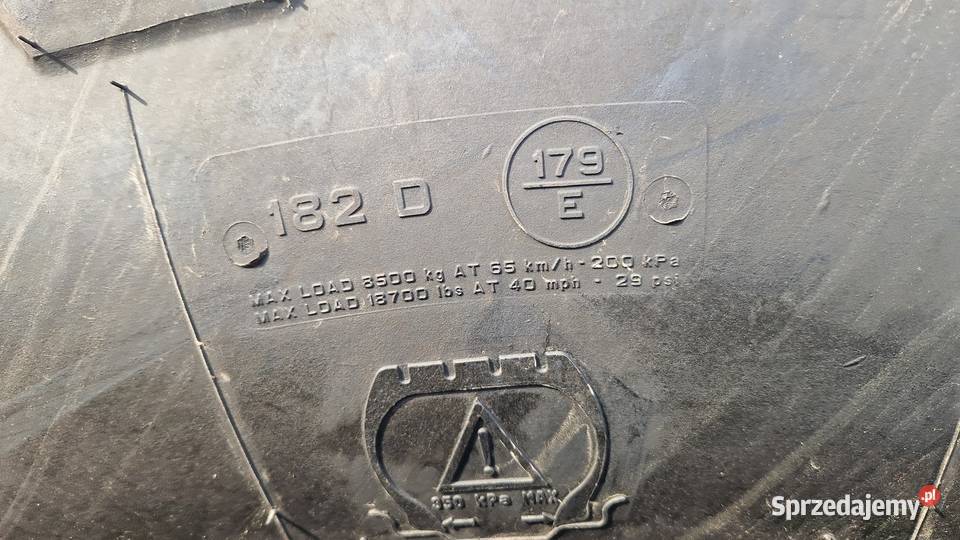 182 D
179
E
MAX LOAD 8500 kg AT 65 km/h - 200 kPa
MAX LOAD 18700 lbs AT 40 mph - 29 psi
350 KPa MAX
Sprzedajemy.pl